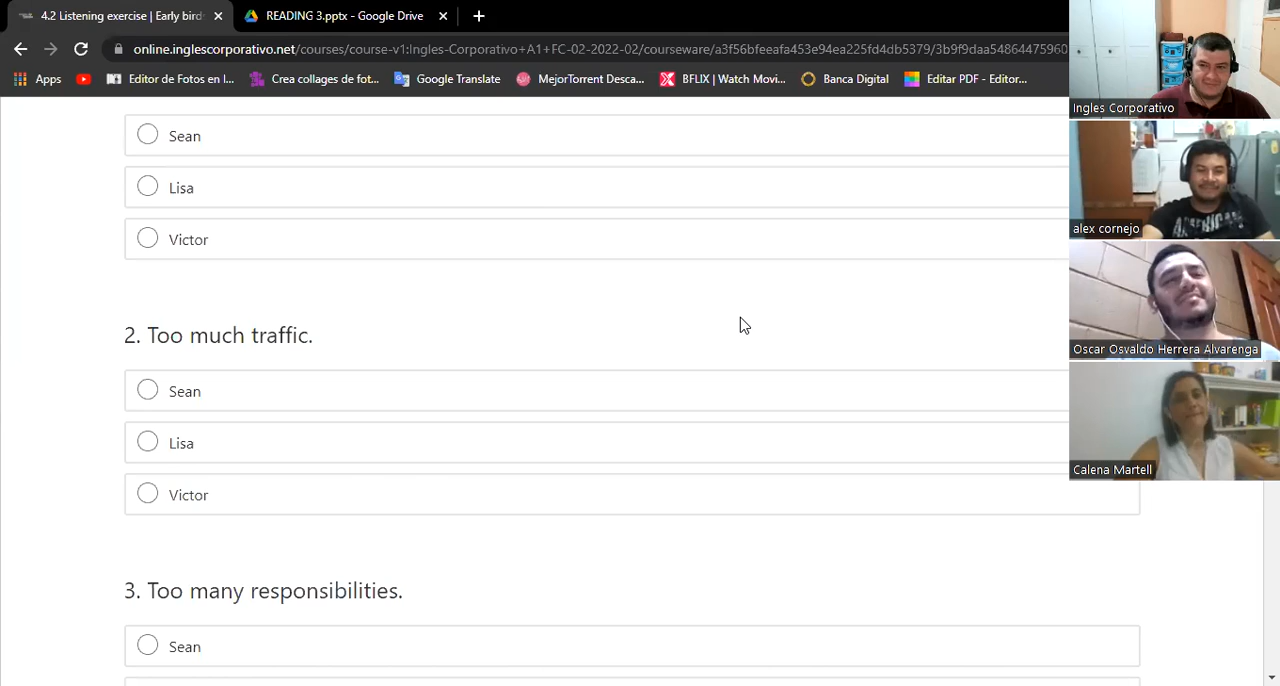 4.2 Listening exercise | Early bird
READING 3.pptx - Google Drive
online.inglescorporativo.net/courses/course-v1:Ingles-Corporativo+A1+FC-02-2022-02/courseware/a3f56bfeeafa453e94ea225fd4db5379/3b9f9daa54864475960
Apps
Editor de Fotos en l...
Crea collages de fot...
Google Translate
MejorTorrent Desca...
BFLIX | Watch Movi...
Banca Digital
Editar PDF - Editor...
Ingles Corporativo
Sean
Lisa
Victor
alex cornejo
2. Too much traffic.
Oscar Osvaldo Herrera Alvarenga
Sean
Lisa
Victor
Calena Martell
3. Too many responsibilities.
Sean